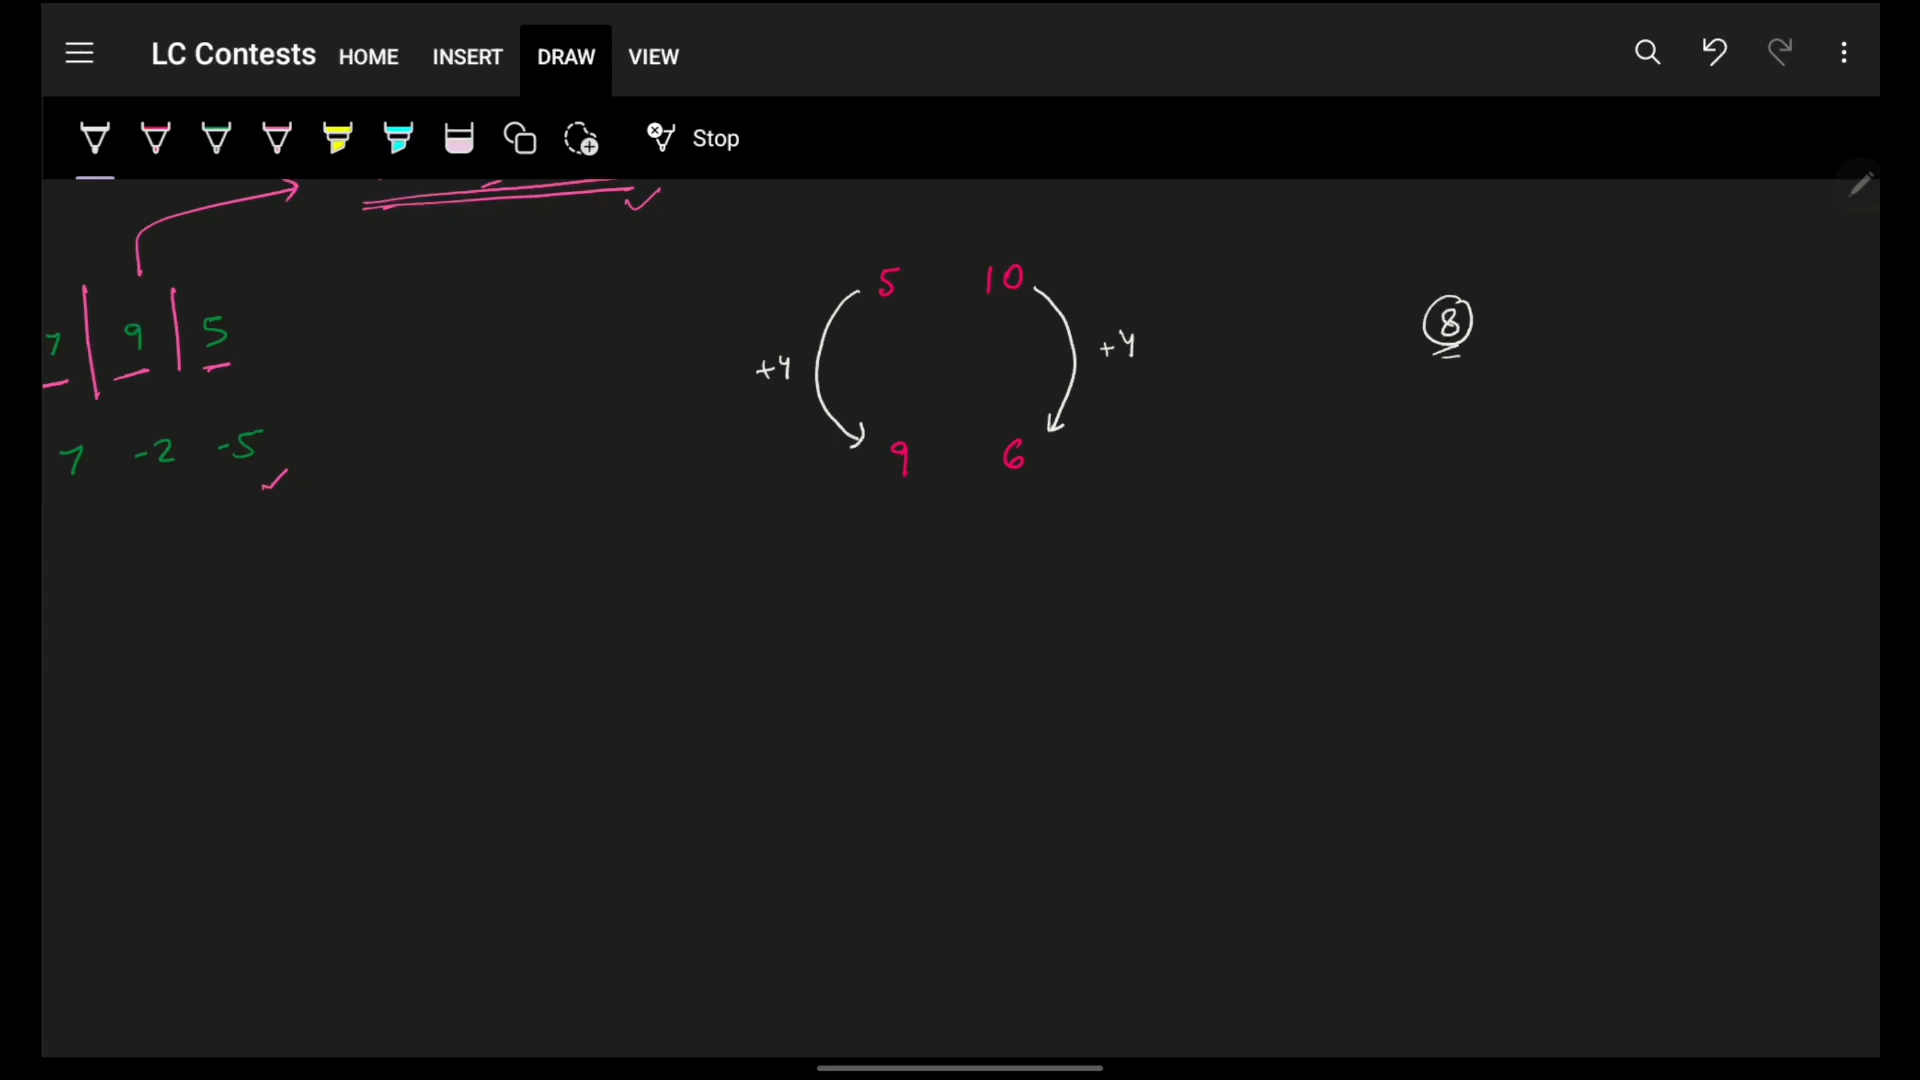 LC Contests HOME INSERT DRAW VIEW
Stop
5 10
8
7 | 9 | 5
+4 +4
7 -2 -5
9 6